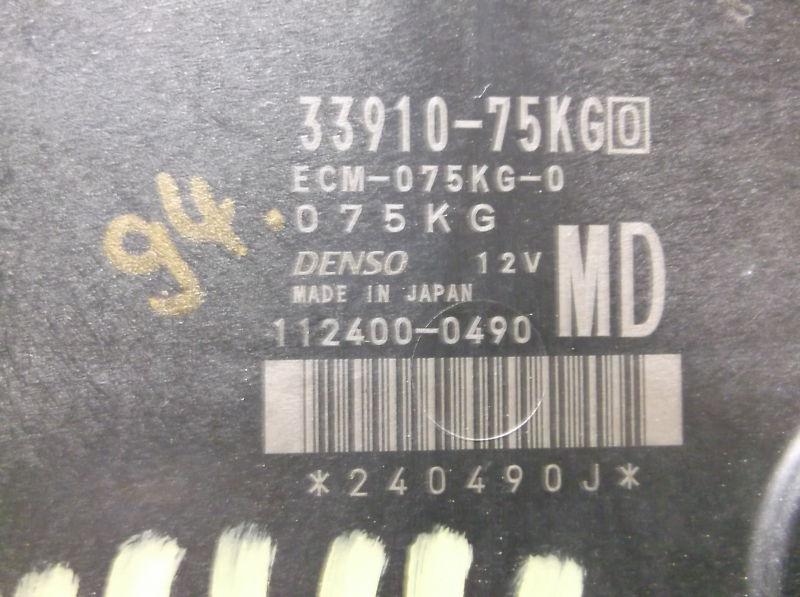 33910-75KG0
ECM-075KG-0
94.
075KG
DENSO 12V MD
MADE IN JAPAN
112400-0490
*240490J*